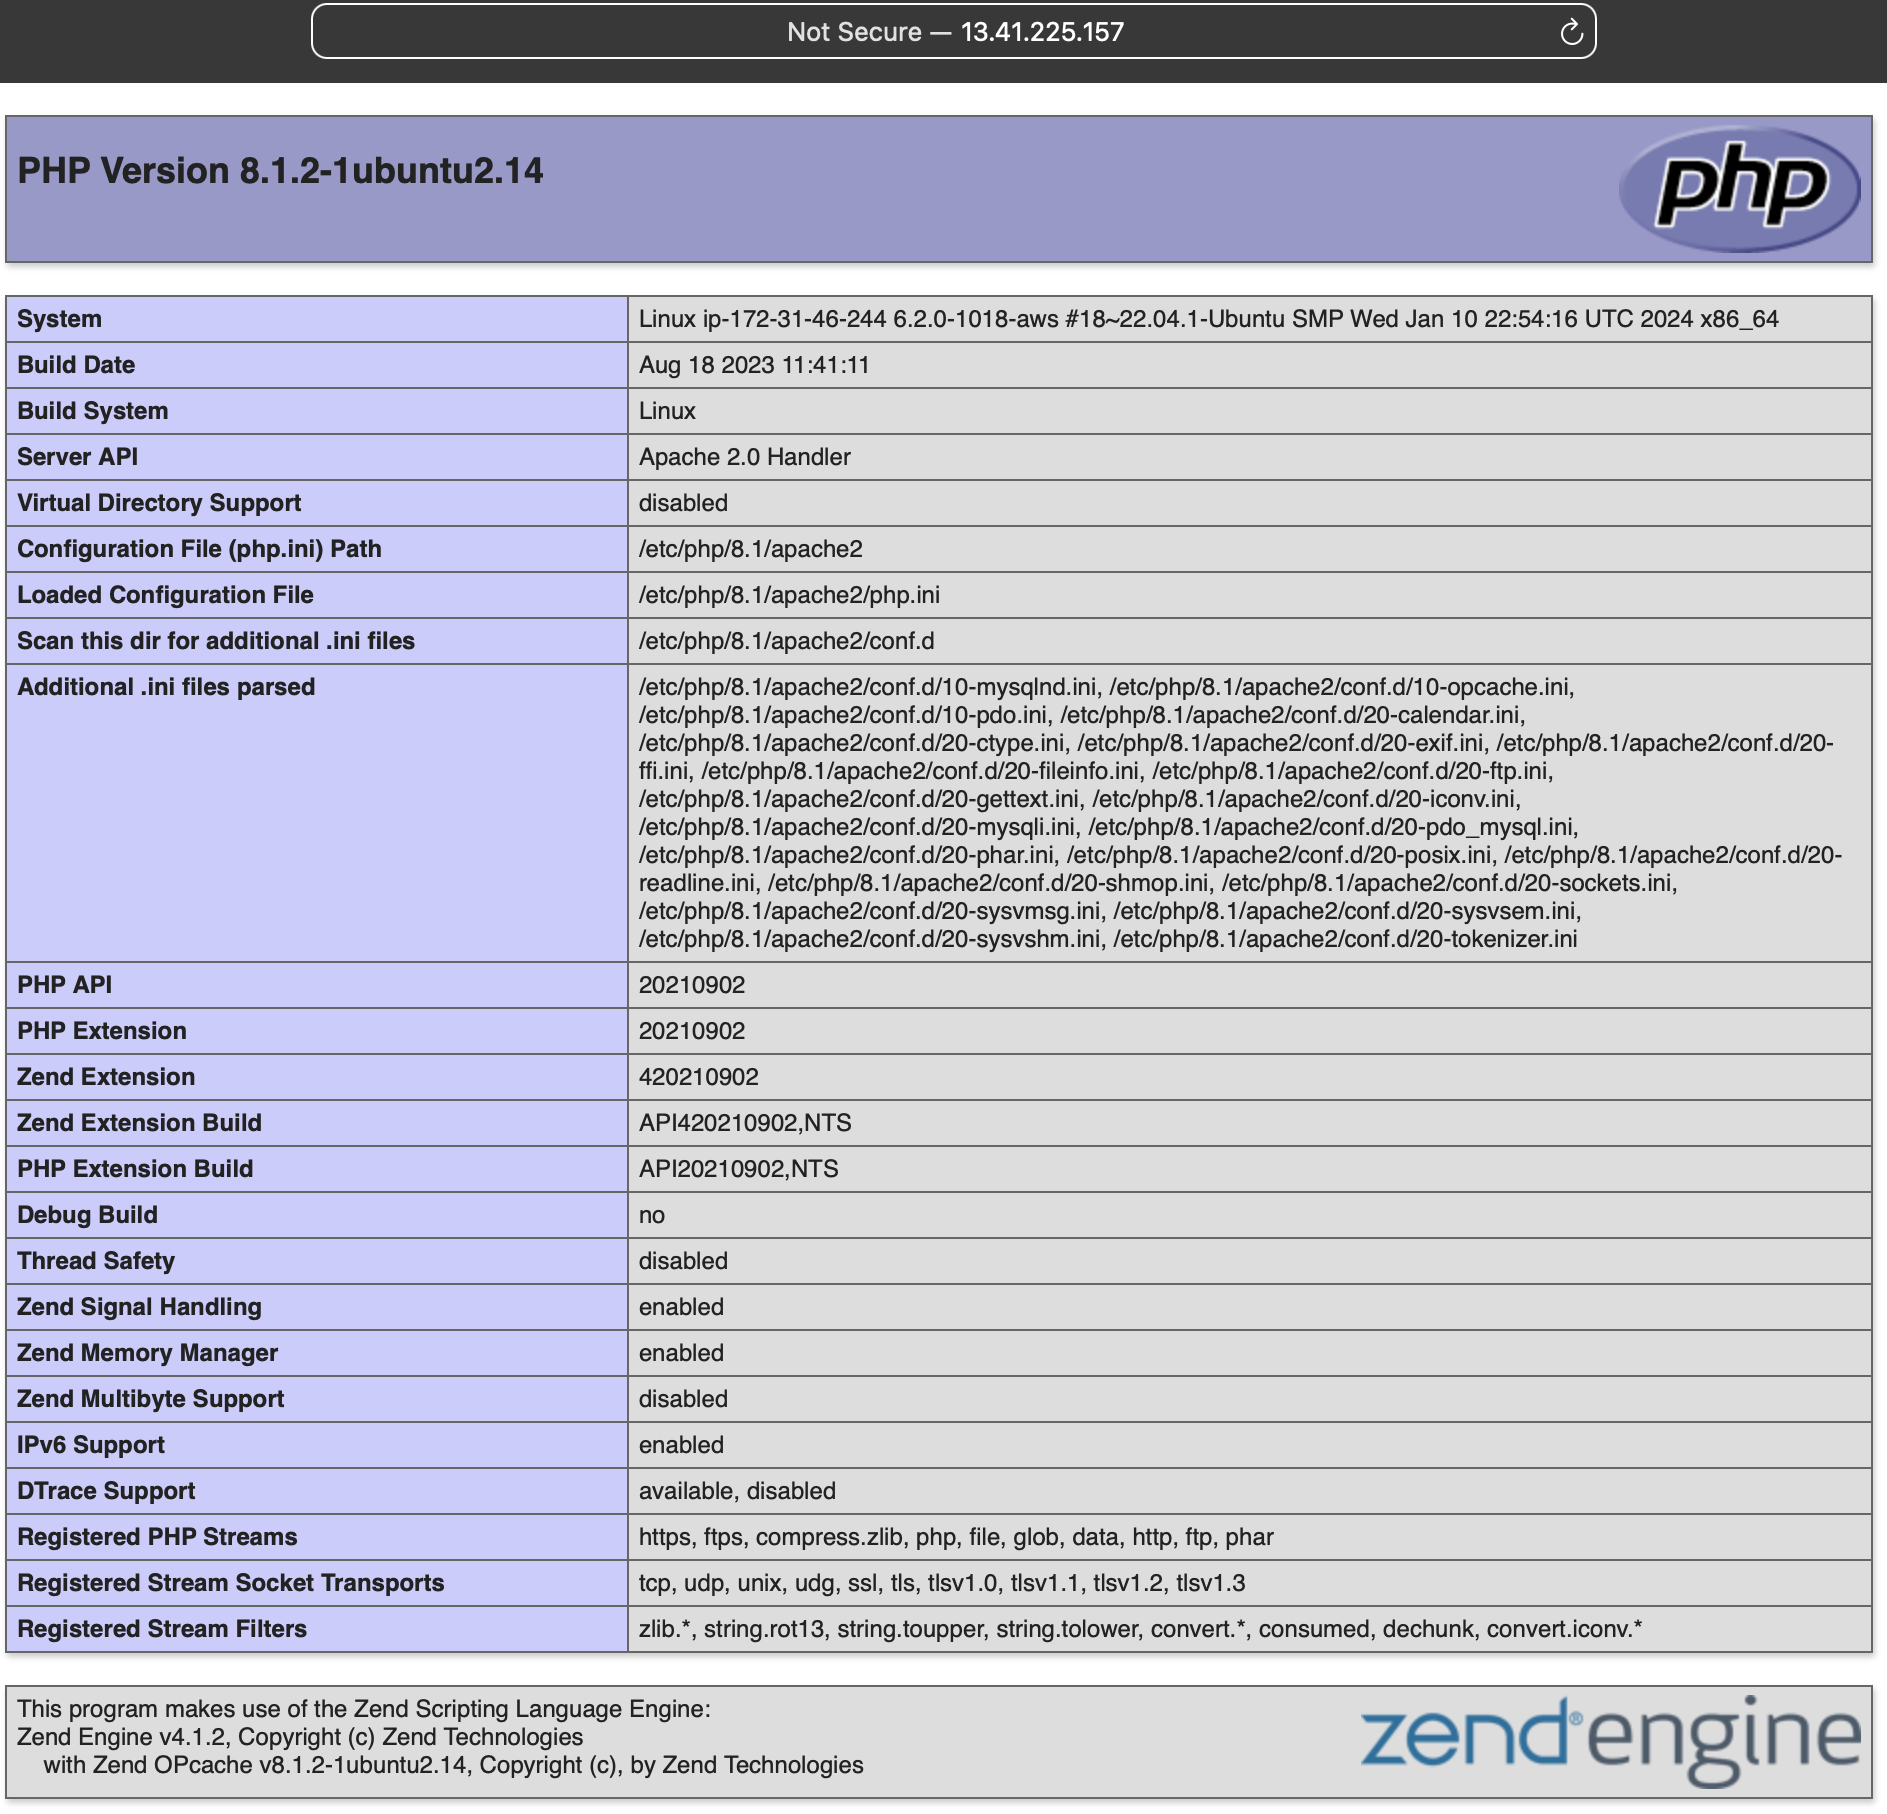 Not Secure — 13.41.225.157
PHP Version 8.1.2-1ubuntu2.14
php
System Linux ip-172-31-46-244 6.2.0-1018-aws #18~22.04.1-Ubuntu SMP Wed Jan 10 22:54:16 UTC 2024 x86_64
Build Date Aug 18 2023 11:41:11
Build System Linux
Server API Apache 2.0 Handler
Virtual Directory Support disabled
Configuration File (php.ini) Path /etc/php/8.1/apache2
Loaded Configuration File /etc/php/8.1/apache2/php.ini
Scan this dir for additional .ini files /etc/php/8.1/apache2/conf.d
Additional .ini files parsed /etc/php/8.1/apache2/conf.d/10-mysqlnd.ini, /etc/php/8.1/apache2/conf.d/10-opcache.ini,
/etc/php/8.1/apache2/conf.d/10-pdo.ini, /etc/php/8.1/apache2/conf.d/20-calendar.ini,
/etc/php/8.1/apache2/conf.d/20-ctype.ini, /etc/php/8.1/apache2/conf.d/20-exif.ini, /etc/php/8.1/apache2/conf.d/20-
ffi.ini, /etc/php/8.1/apache2/conf.d/20-fileinfo.ini, /etc/php/8.1/apache2/conf.d/20-ftp.ini,
/etc/php/8.1/apache2/conf.d/20-gettext.ini, /etc/php/8.1/apache2/conf.d/20-iconv.ini,
/etc/php/8.1/apache2/conf.d/20-mysqli.ini, /etc/php/8.1/apache2/conf.d/20-pdo_mysql.ini,
/etc/php/8.1/apache2/conf.d/20-phar.ini, /etc/php/8.1/apache2/conf.d/20-posix.ini, /etc/php/8.1/apache2/conf.d/20-
readline.ini, /etc/php/8.1/apache2/conf.d/20-shmop.ini, /etc/php/8.1/apache2/conf.d/20-sockets.ini,
/etc/php/8.1/apache2/conf.d/20-sysvmsg.ini, /etc/php/8.1/apache2/conf.d/20-sysvsem.ini,
/etc/php/8.1/apache2/conf.d/20-sysvshm.ini, /etc/php/8.1/apache2/conf.d/20-tokenizer.ini
PHP API 20210902
PHP Extension 20210902
Zend Extension 420210902
Zend Extension Build API420210902,NTS
PHP Extension Build API20210902,NTS
Debug Build no
Thread Safety disabled
Zend Signal Handling enabled
Zend Memory Manager enabled
Zend Multibyte Support disabled
IPv6 Support enabled
DTrace Support available, disabled
Registered PHP Streams https, ftps, compress.zlib, php, file, glob, data, http, ftp, phar
Registered Stream Socket Transports tcp, udp, unix, udg, ssl, tls, tlsv1.0, tlsv1.1, tlsv1.2, tlsv1.3
Registered Stream Filters zlib.*, string.rot13, string.toupper, string.tolower, convert.*, consumed, dechunk, convert.iconv.*
This program makes use of the Zend Scripting Language Engine:
Zend Engine v4.1.2, Copyright (c) Zend Technologies
with Zend OPcache v8.1.2-1ubuntu2.14, Copyright (c), by Zend Technologies
zend® engine